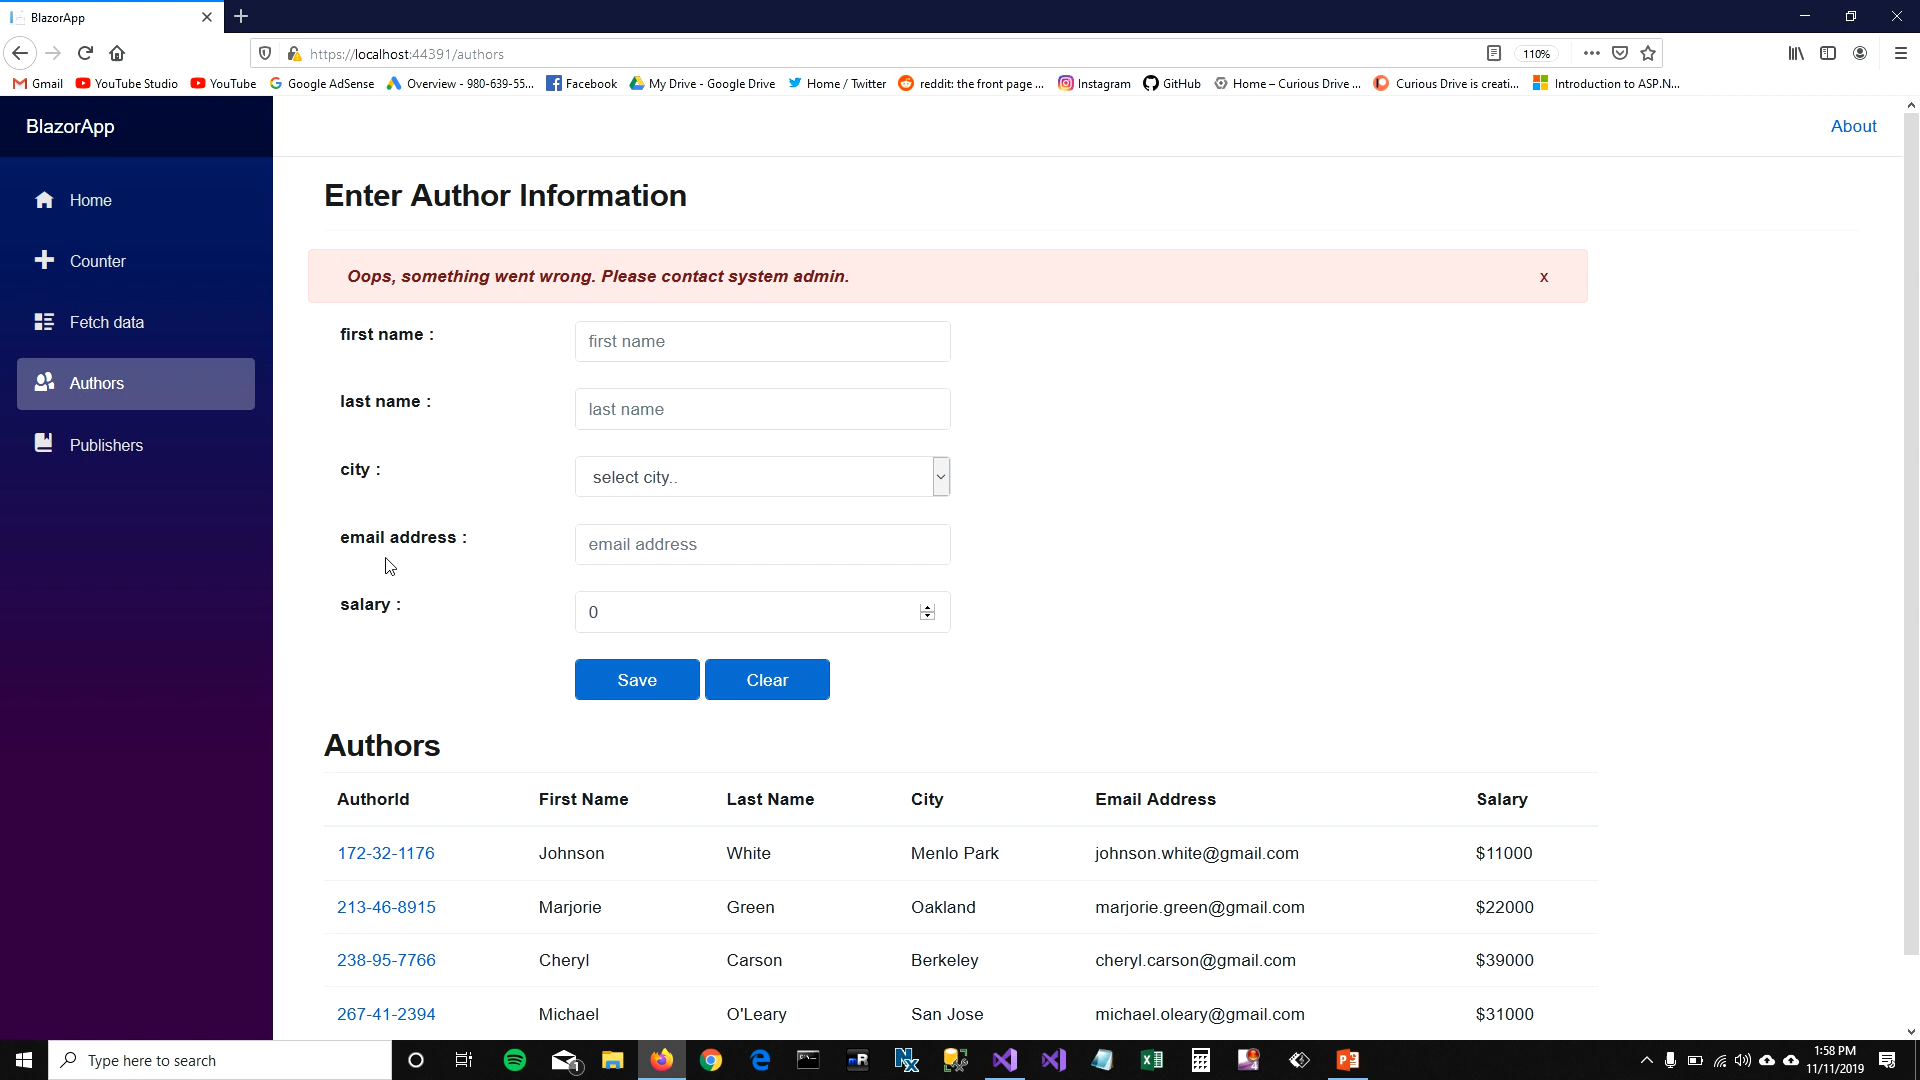 BlazorApp
https://localhost:44391/authors
110%
Gmail
YouTube Studio
YouTube
Google AdSense
Overview - 980-639-55...
Facebook
My Drive - Google Drive
Home / Twitter
reddit: the front page ...
Instagram
GitHub
Home – Curious Drive ...
Curious Drive is creati...
Introduction to ASP.N...
BlazorApp
About
Home
Counter
Fetch data
Authors
Publishers
Enter Author Information
Oops, something went wrong. Please contact system admin.
x
first name :
first name
last name :
last name
city :
select city..
email address :
email address
salary :
0
Save
Clear
Authors
AuthorId First Name Last Name City Email Address Salary
172-32-1176 Johnson White Menlo Park johnson.white@gmail.com $11000
213-46-8915 Marjorie Green Oakland marjorie.green@gmail.com $22000
238-95-7766 Cheryl Carson Berkeley cheryl.carson@gmail.com $39000
267-41-2394 Michael O'Leary San Jose michael.oleary@gmail.com $31000
Type here to search
1:58 PM
11/11/2019